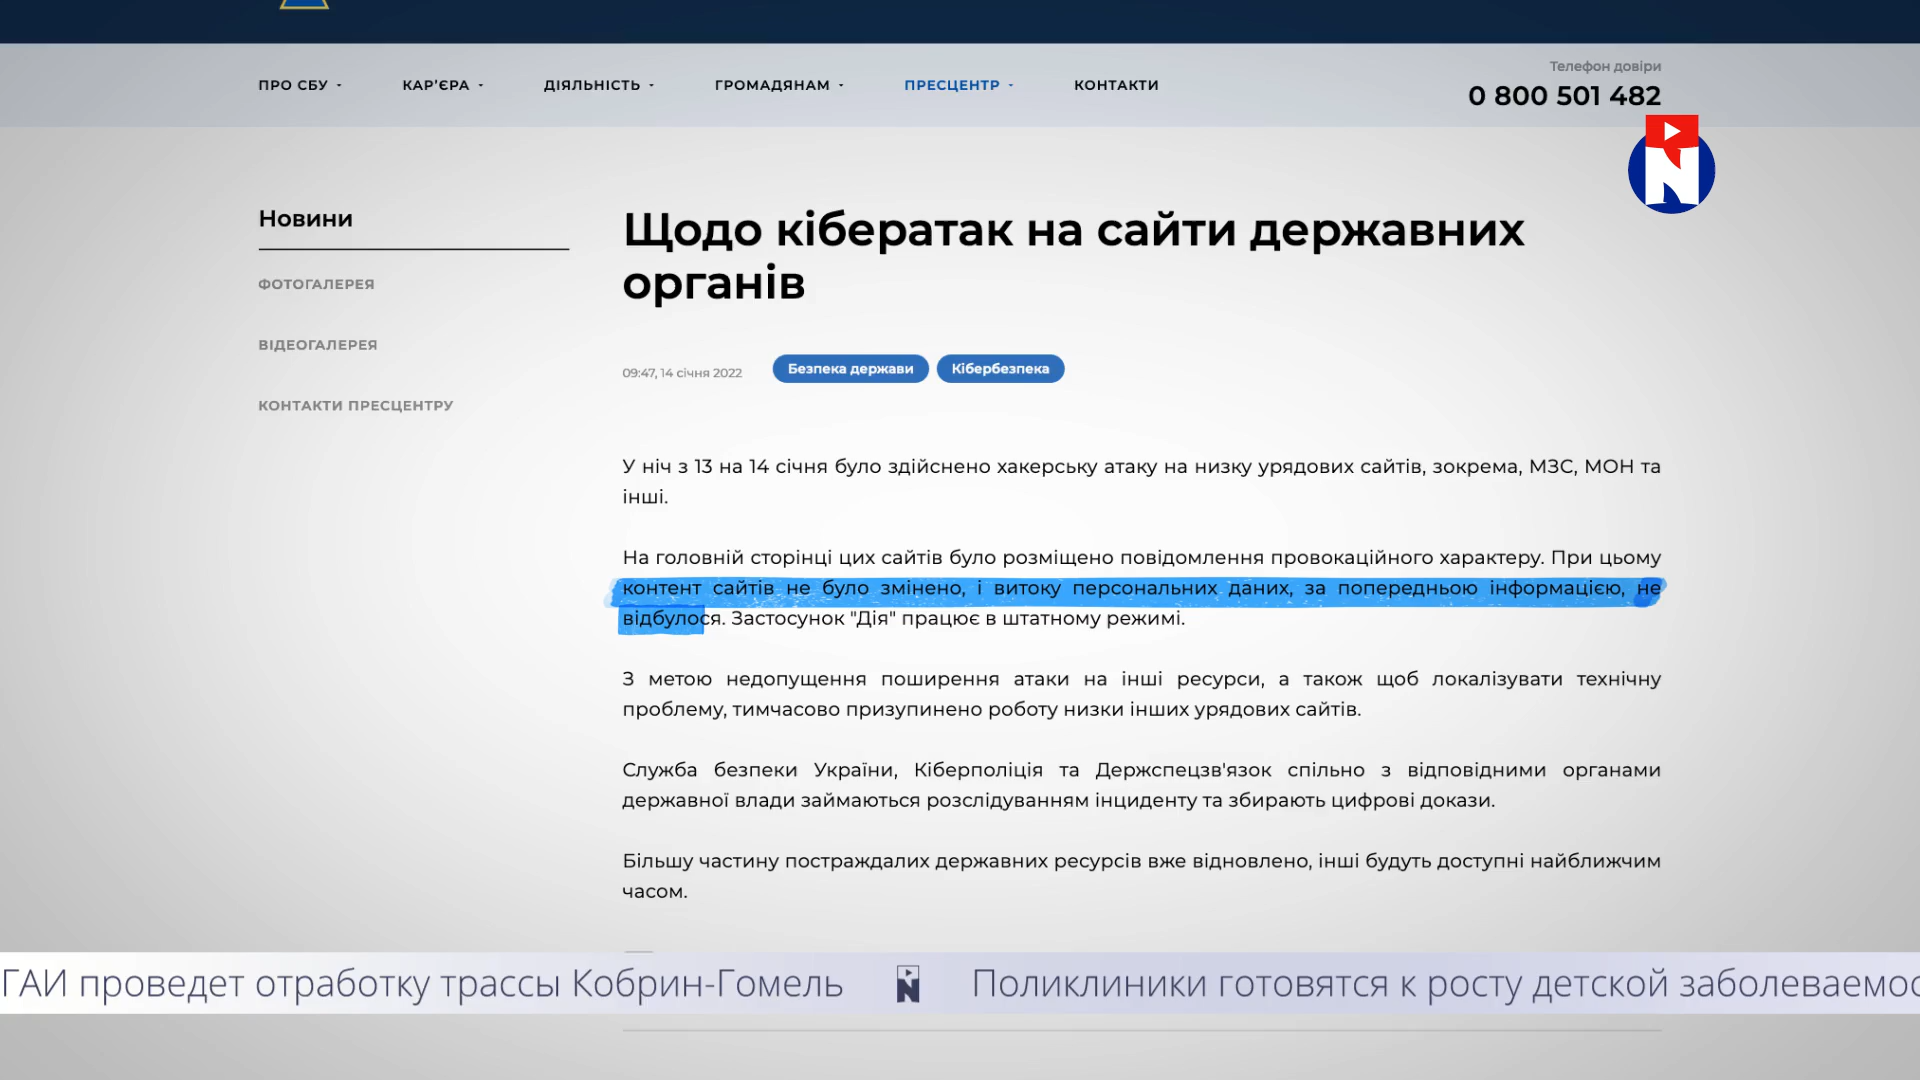 ПРО СБУ
КАР'ЄРА
ДІЯЛЬНІСТЬ
ГРОМАДЯНАМ
ПРЕСЦЕНТР
КОНТАКТИ
Телефон довіри
0 800 501 482
Новини
ФОТОГАЛЕРЕЯ
ВІДЕОГАЛЕРЕЯ
КОНТАКТИ ПРЕСЦЕНТРУ
Щодо кібератак на сайти державних
органів
09:47, 14 січня 2022
Безпека держави
Кібербезпека
У ніч з 13 на 14 січня було здійснено хакерську атаку на низку урядових сайтів, зокрема, МЗС, МОН та
інші.
На головній сторінці цих сайтів було розміщено повідомлення провокаційного характеру. При цьому
контент сайтів не було змінено, і витоку персональних даних, за попередньою інформацією, не
відбулося. Застосунок "Дія" працює в штатному режимі.
З метою недопущення поширення атаки на інші ресурси, а також щоб локалізувати технічну
проблему, тимчасово призупинено роботу низки інших урядових сайтів.
Служба безпеки України, Кіберполіція та Держспецзв'язок спільно з відповідними органами
державної влади займаються розслідуванням інциденту та збирають цифрові докази.
Більшу частину постраждалих державних ресурсів вже відновлено, інші будуть доступні найближчим
часом.
ГАИ проведет отработку трассы Кобрин-Гомель N Поликлиники готовятся к росту детской заболеваемос